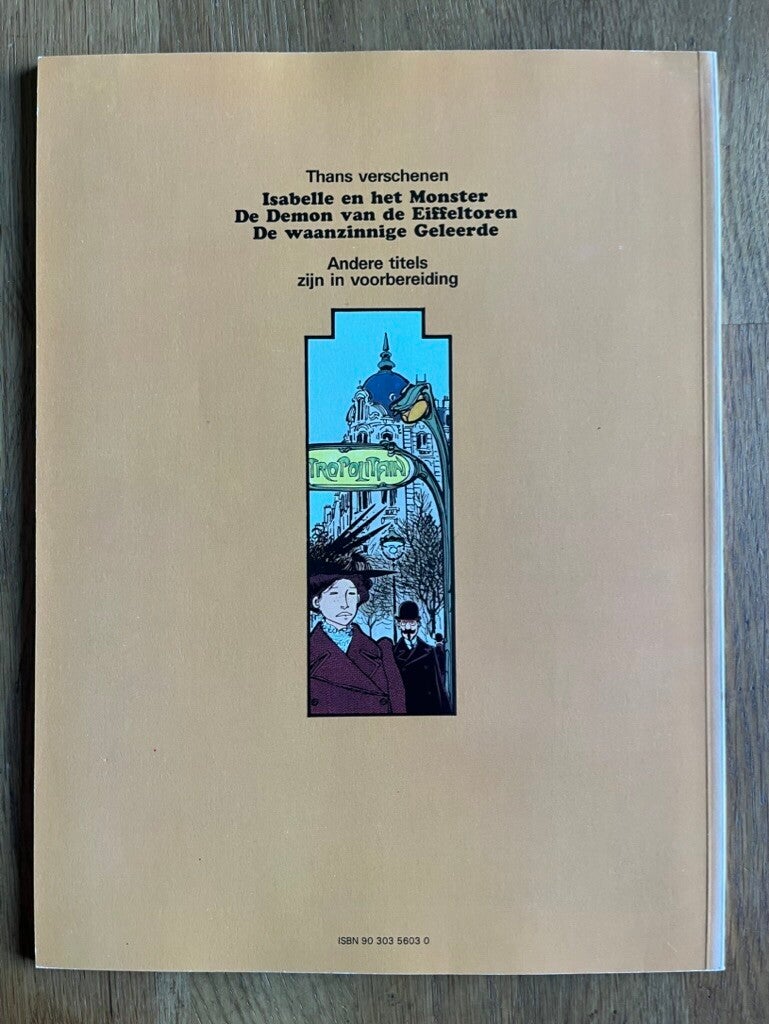 Thans verschenen
Isabelle en het Monster
De Demon van de Eiffeltoren
De waanzinnige Geleerde
Andere titels
zijn in voorbereiding
TROPOLITAIN
ISBN 90 303 5603 0